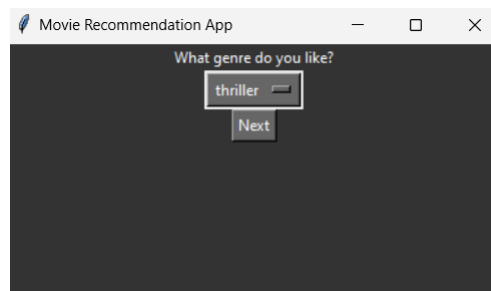 Movie Recommendation App
What genre do you like?
thriller
Next